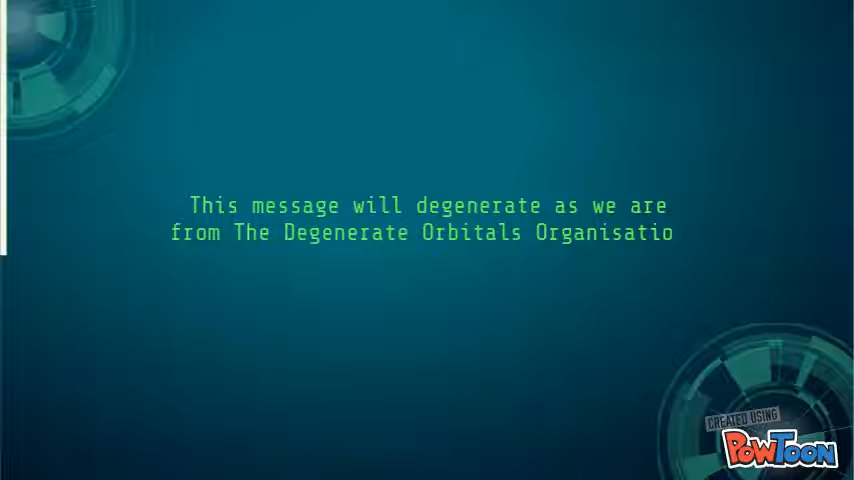 This message will degenerate as we are
from The Degenerate Orbitals Organisatio
CREATED USING
POWTOON